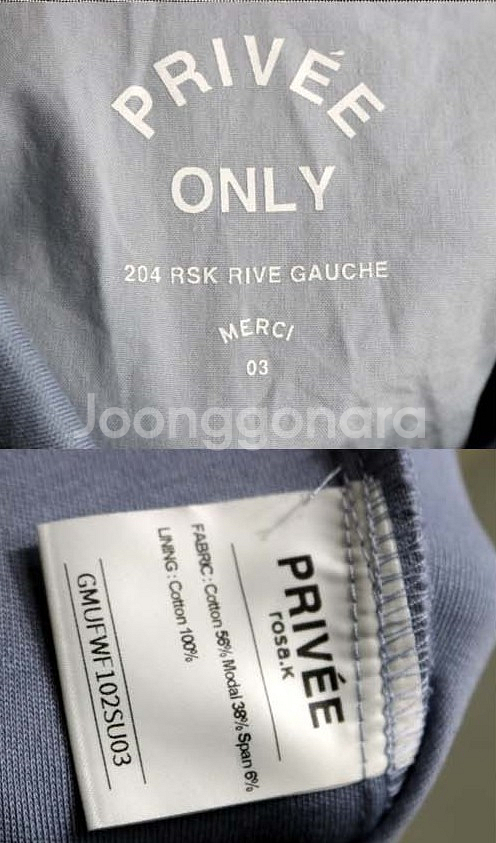 PRIVÉE
ONLY
204 RSK RIVE GAUCHE
MERCI
03
Joonggonara
PRIVÉE
rosa.K
FABRIC : Cotton 56% Modal 38% Span 6%
LINING : Cotton 100%
GMUFWF102SU03